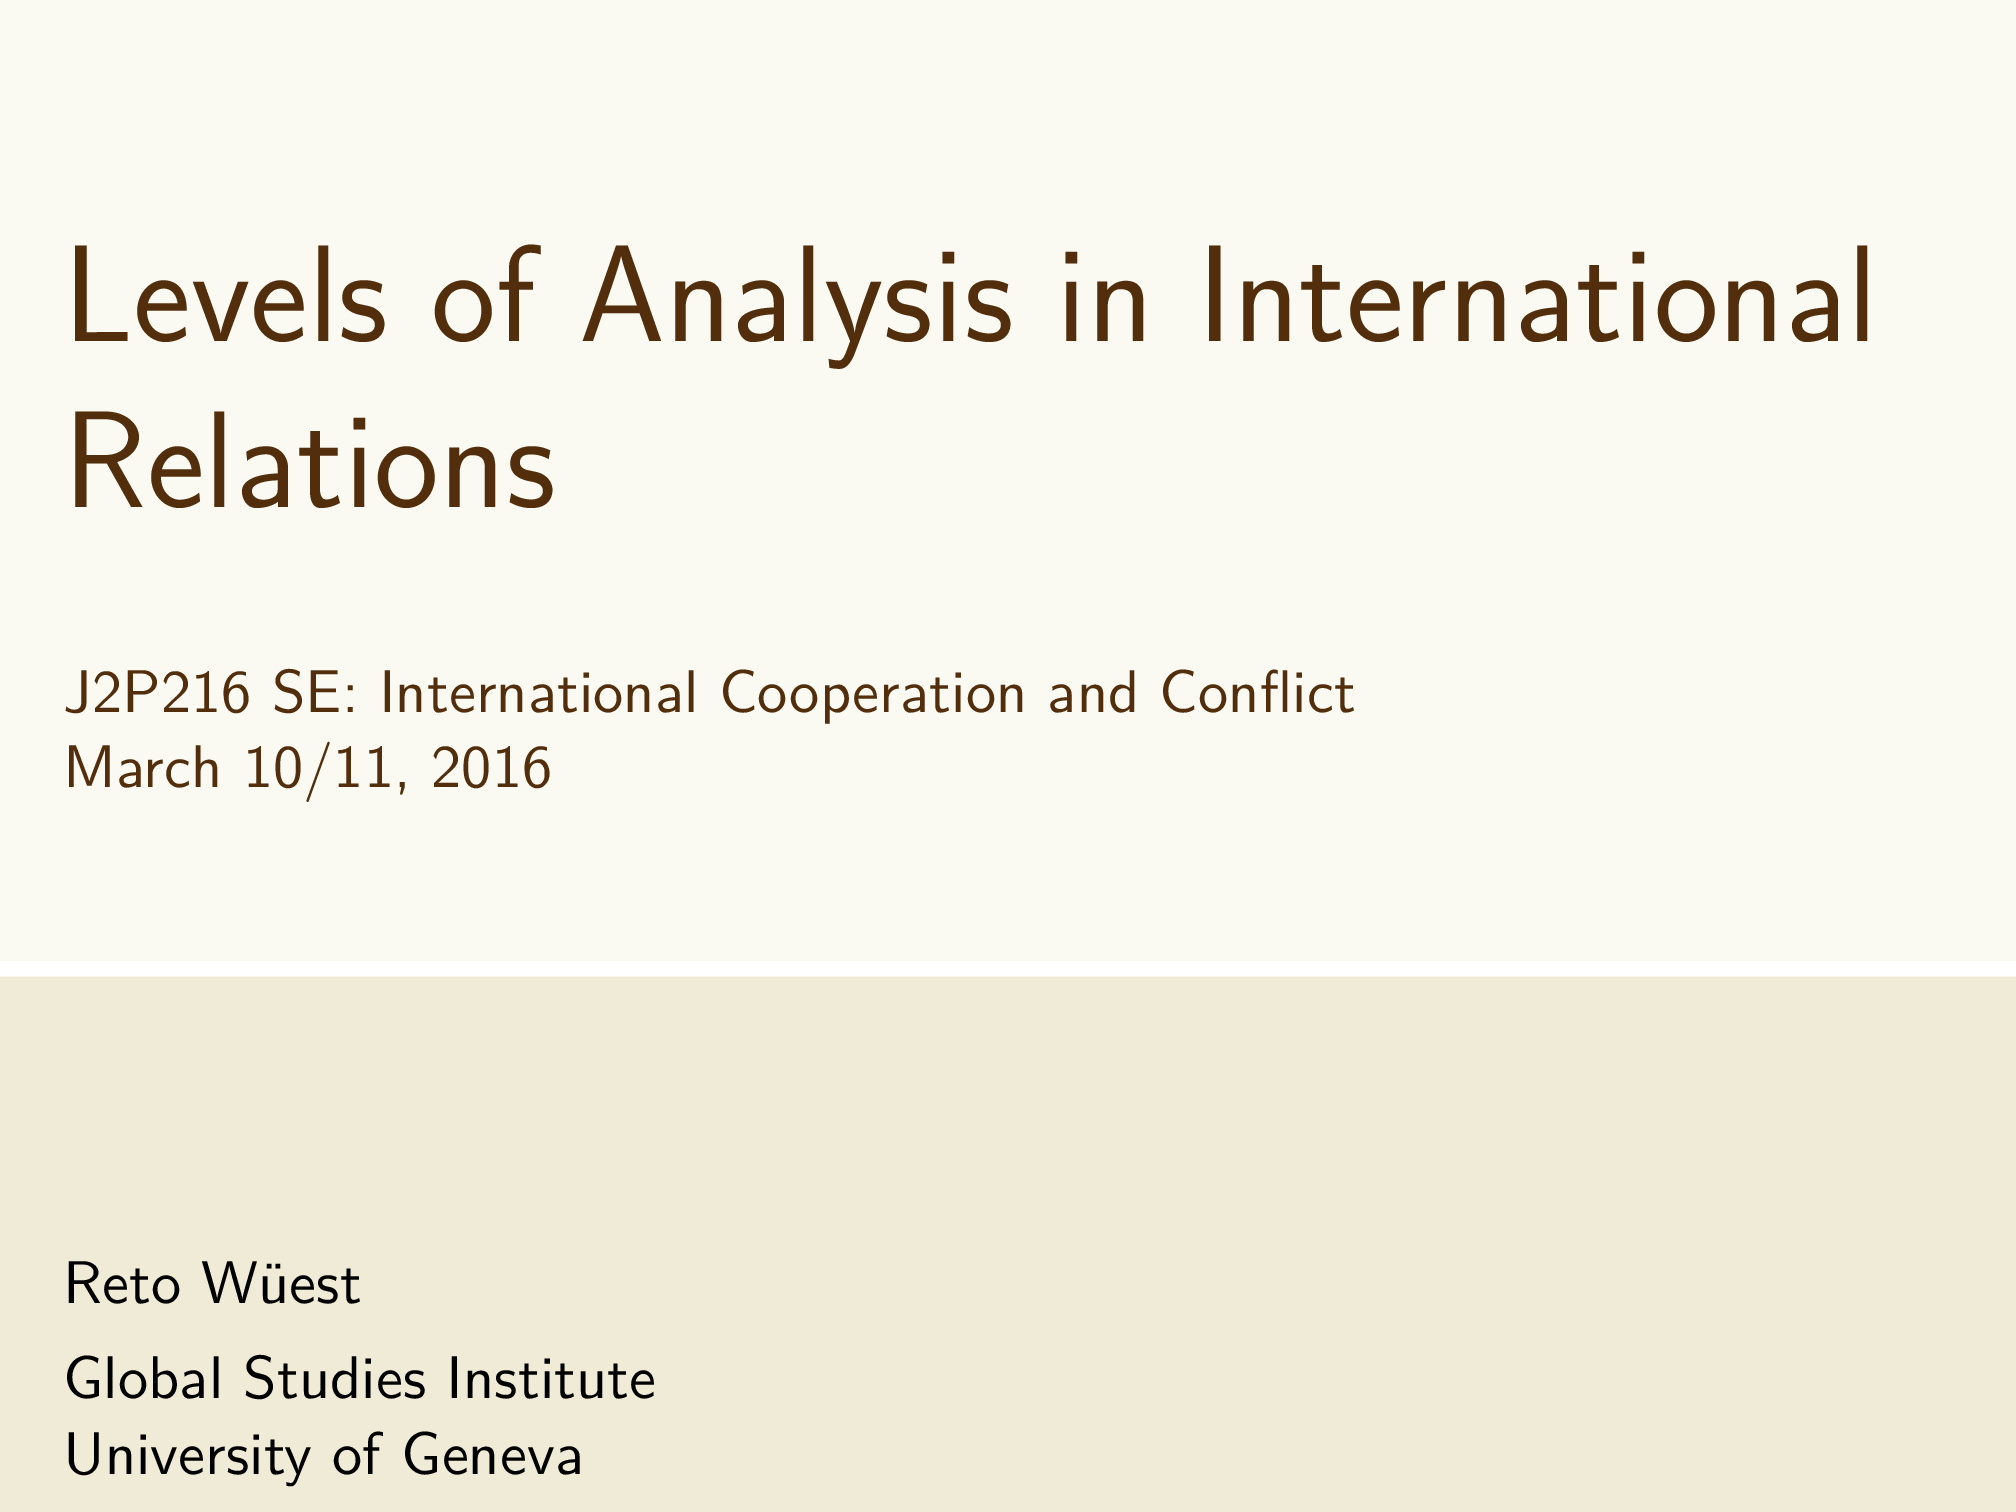 Levels of Analysis in International
Relations
J2P216 SE: International Cooperation and Conflict
March 10/11, 2016
Reto Wüest
Global Studies Institute
University of Geneva